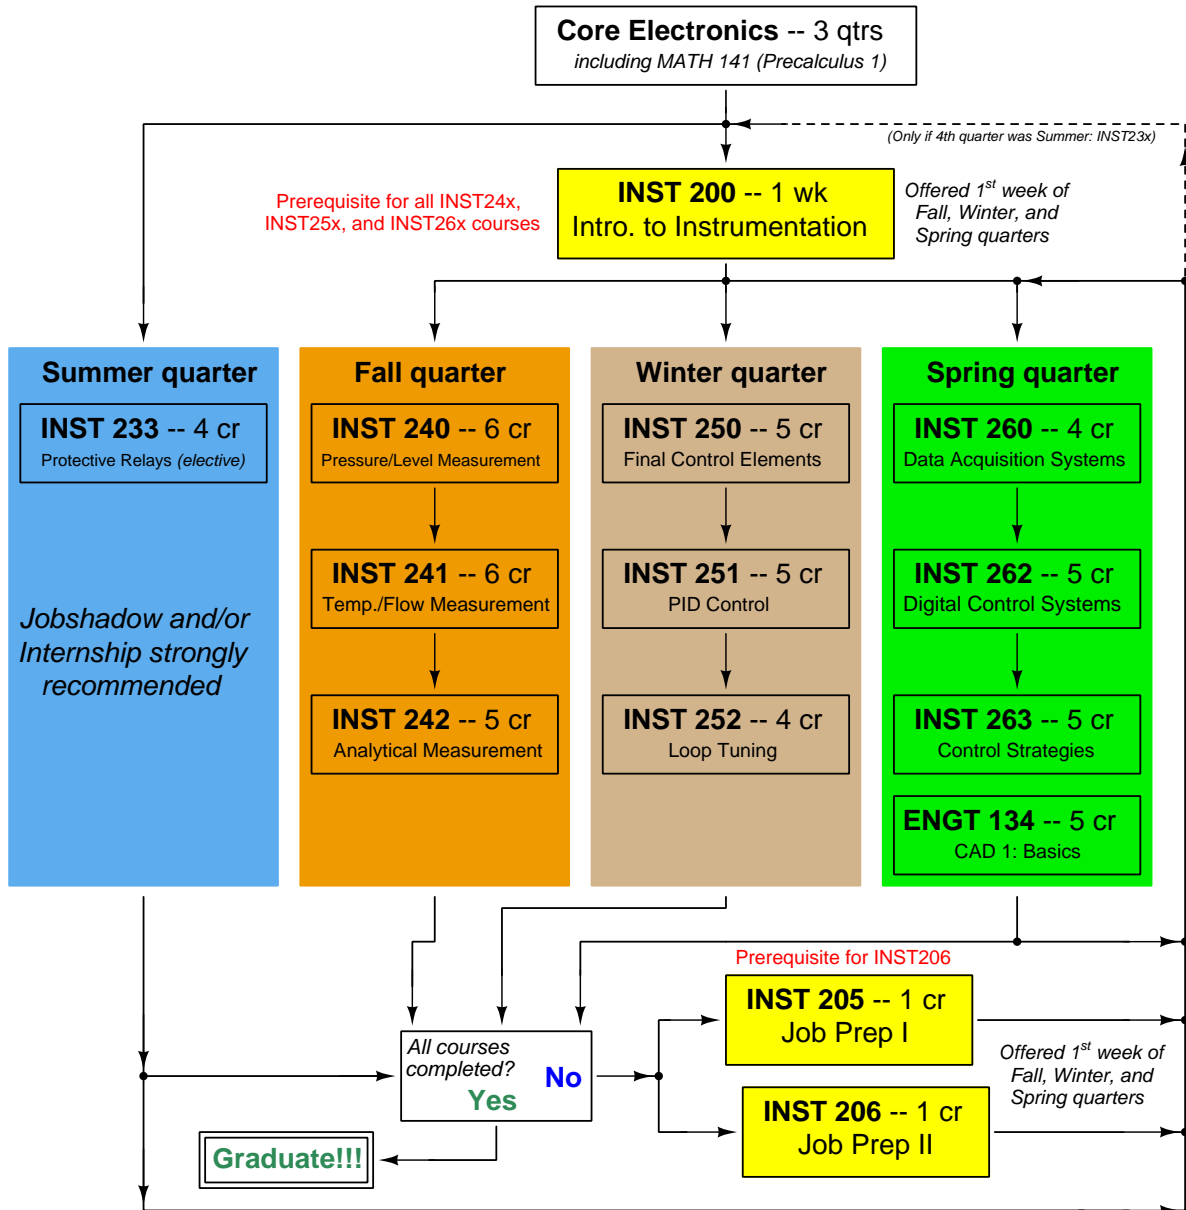 Core Electronics -- 3 qtrs
including MATH 141 (Precalculus 1)
(Only if 4th quarter was Summer: INST23x)
Prerequisite for all INST24x,
INST25x, and INST26x courses
INST 200 -- 1 wk
Intro. to Instrumentation
Offered 1st week of
Fall, Winter, and
Spring quarters
Summer quarter
INST 233 -- 4 cr
Protective Relays (elective)
Jobshadow and/or
Internship strongly
recommended
Fall quarter
INST 240 -- 6 cr
Pressure/Level Measurement
INST 241 -- 6 cr
Temp./Flow Measurement
INST 242 -- 5 cr
Analytical Measurement
Winter quarter
INST 250 -- 5 cr
Final Control Elements
INST 251 -- 5 cr
PID Control
INST 252 -- 4 cr
Loop Tuning
Spring quarter
INST 260 -- 4 cr
Data Acquisition Systems
INST 262 -- 5 cr
Digital Control Systems
INST 263 -- 5 cr
Control Strategies
ENGT 134 -- 5 cr
CAD 1: Basics
Prerequisite for INST206
INST 205 -- 1 cr
Job Prep I
INST 206 -- 1 cr
Job Prep II
Offered 1st week of
Fall, Winter, and
Spring quarters
All courses
completed?
No
Yes
Graduate!!!